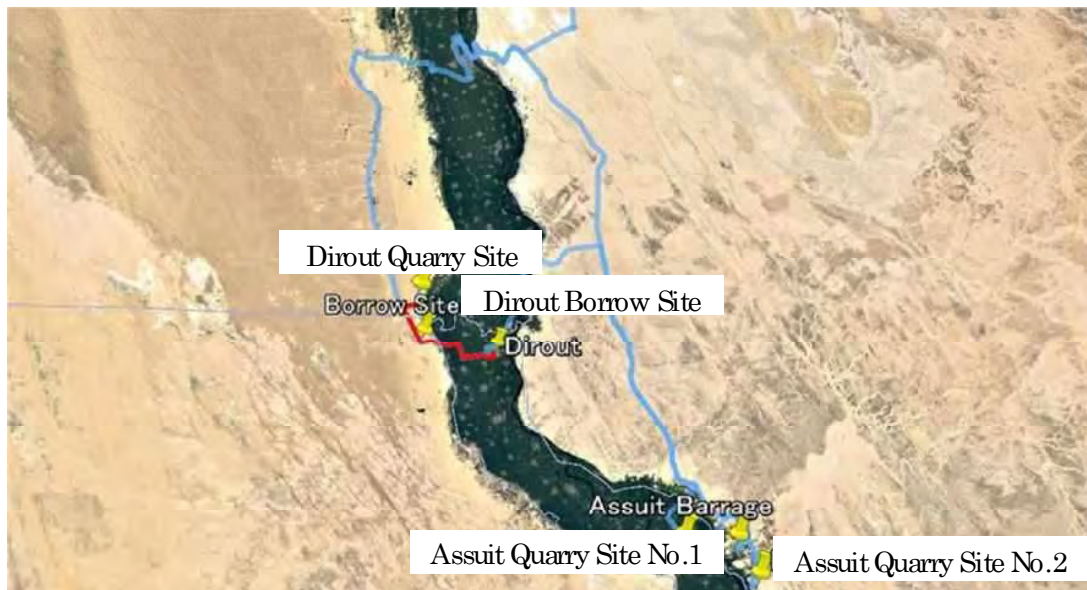 Dirout Quarry Site
Borrow Site
Dirout Borrow Site
Dirout
Assuit Barrage
Assuit Quarry Site No.1
Assuit Quarry Site No.2